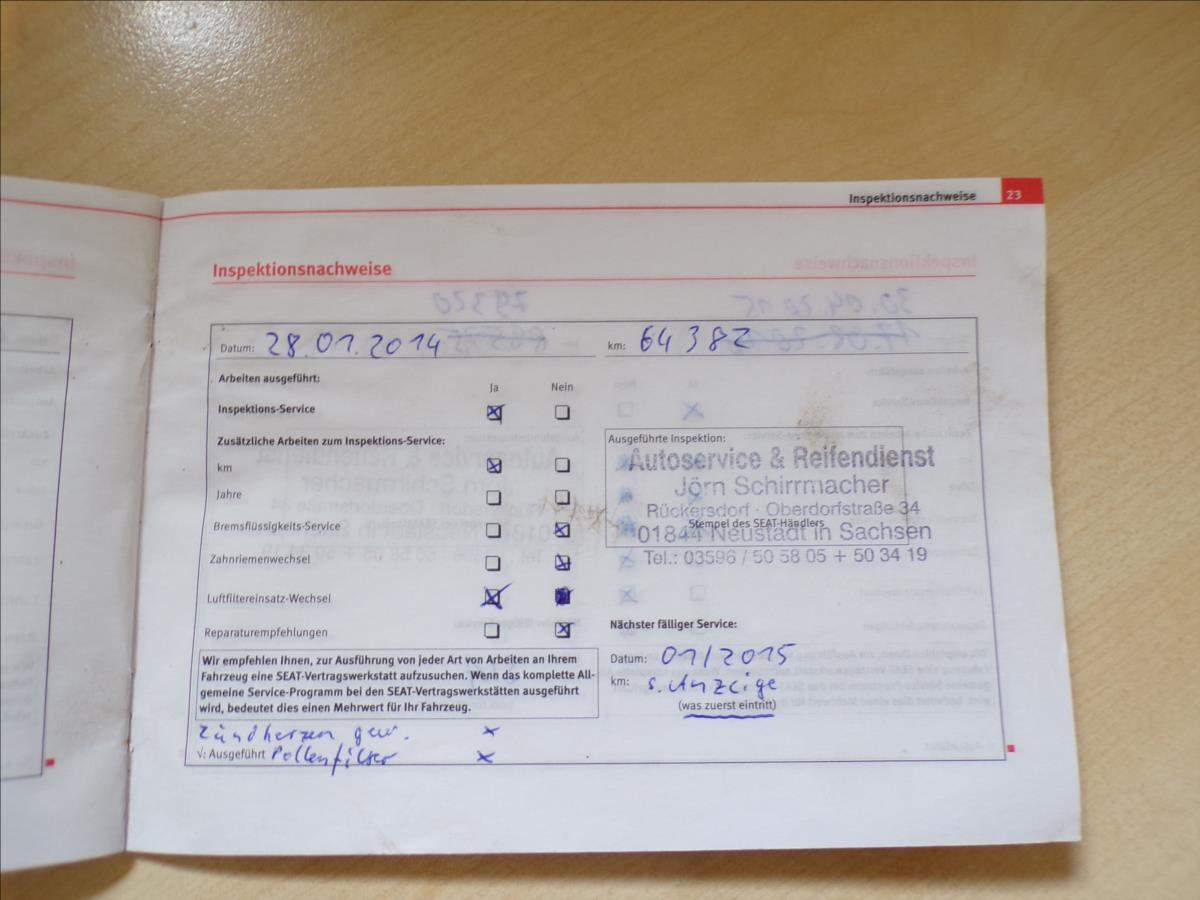 Inspektionsnachweise 23
Inspektionsnachweise
Datum: 28.01.2014 km: 64382
Arbeiten ausgeführt:
Ja Nein
Inspektions-Service
Zusätzliche Arbeiten zum Inspektions-Service:
km
Jahre
Bremsflüssigkeits-Service
Zahnriemenwechsel
Luftfiltereinsatz-Wechsel
Reparaturempfehlungen
Wir empfehlen Ihnen, zur Ausführung von jeder Art von Arbeiten an Ihrem
Fahrzeug eine SEAT-Vertragswerkstatt aufzusuchen. Wenn das komplette All-
gemeine Service-Programm bei den SEAT-Vertragswerkstätten ausgeführt
wird, bedeutet dies einen Mehrwert für Ihr Fahrzeug.
Zündkerzen gew. x
√: Ausgeführt Pollenfilter x
Ausgeführte Inspektion:
Autoservice & Reifendienst
Jörn Schirrmacher
Rückersdorf · Oberdorfstraße 34
Stempel des SEAT-Händlers
01844 Neustadt in Sachsen
Tel.: 03596 / 50 58 05 + 50 34 19
Nächster fälliger Service:
Datum: 01/2015
km: s. Anzeige
(was zuerst eintritt)